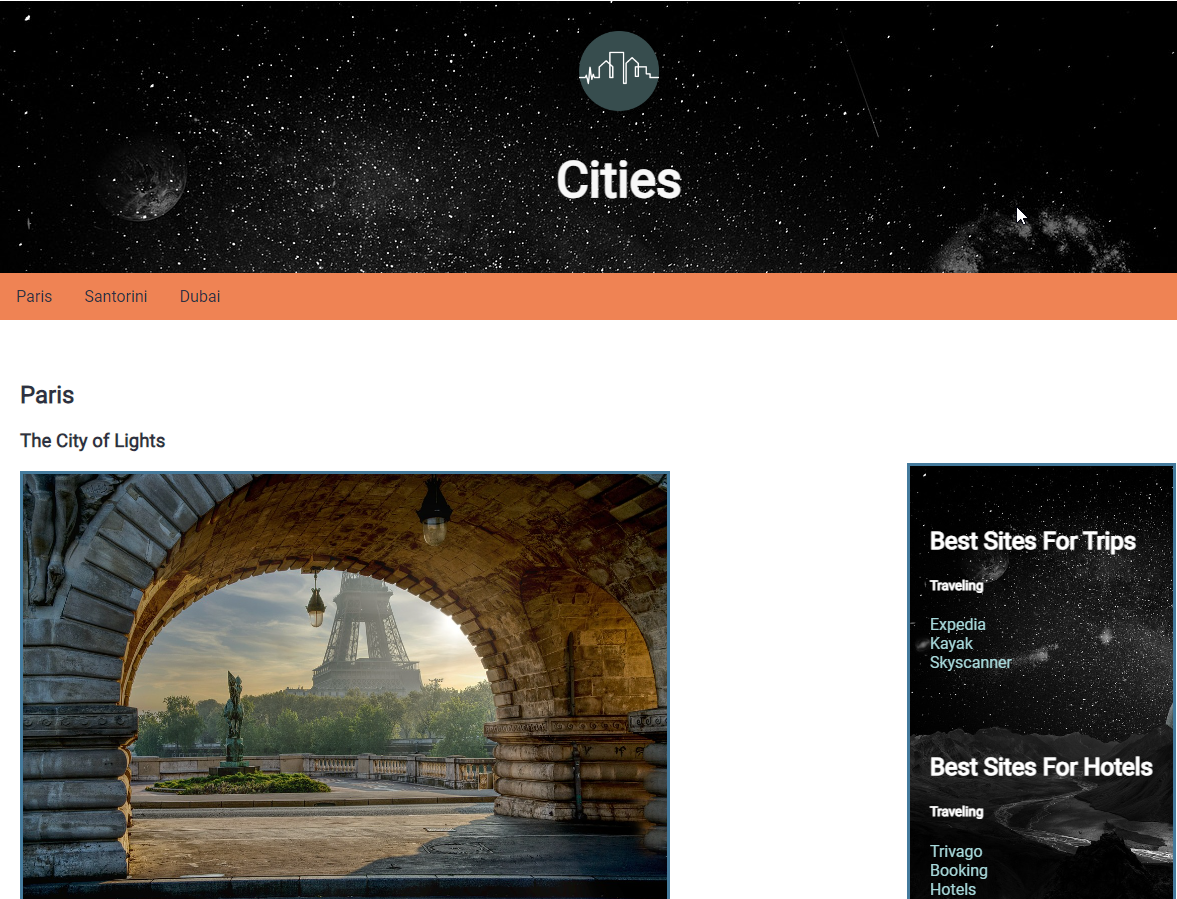 Cities
Paris Santorini Dubai
Paris
The City of Lights
Best Sites For Trips
Traveling
Expedia
Kayak
Skyscanner
Best Sites For Hotels
Traveling
Trivago
Booking
Hotels